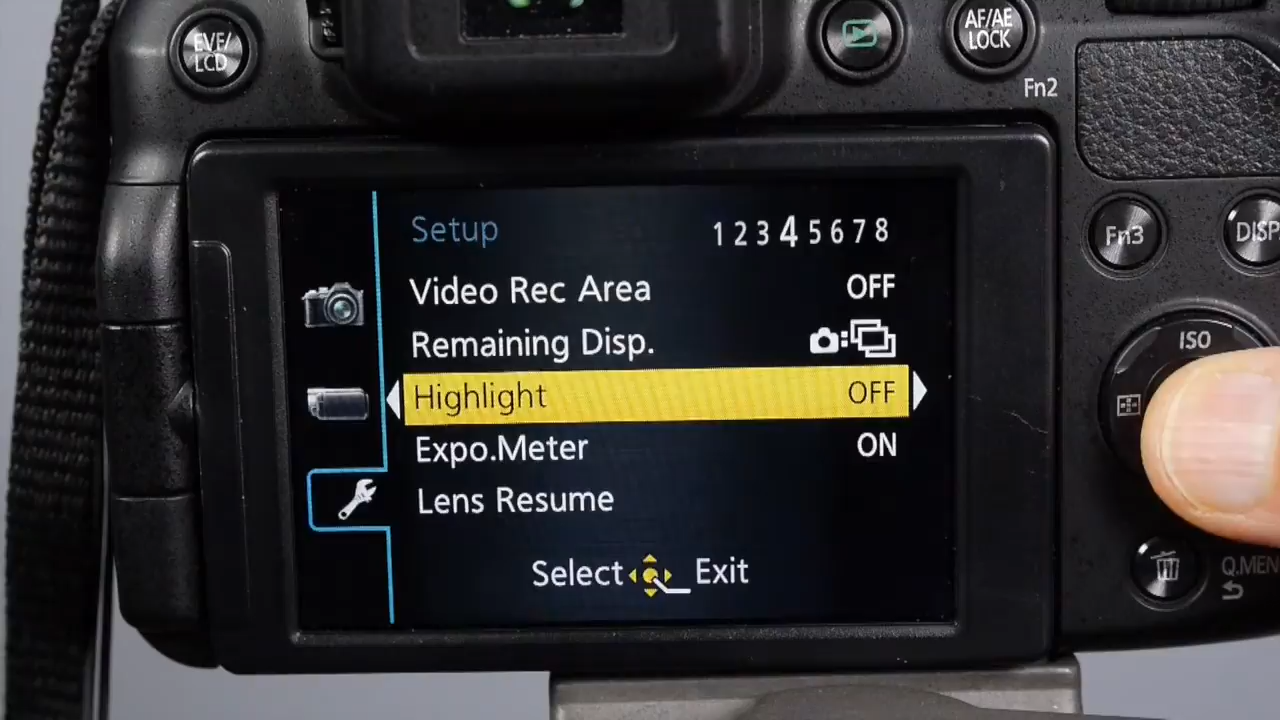 EVF/
LCD
AF/AE
LOCK
Fn2
Fn3
DISP
ISO
Setup 1 2 3 4 5 6 7 8
Video Rec Area OFF
Remaining Disp.
Highlight OFF
Expo.Meter ON
Lens Resume
Select Exit
Q.MEN